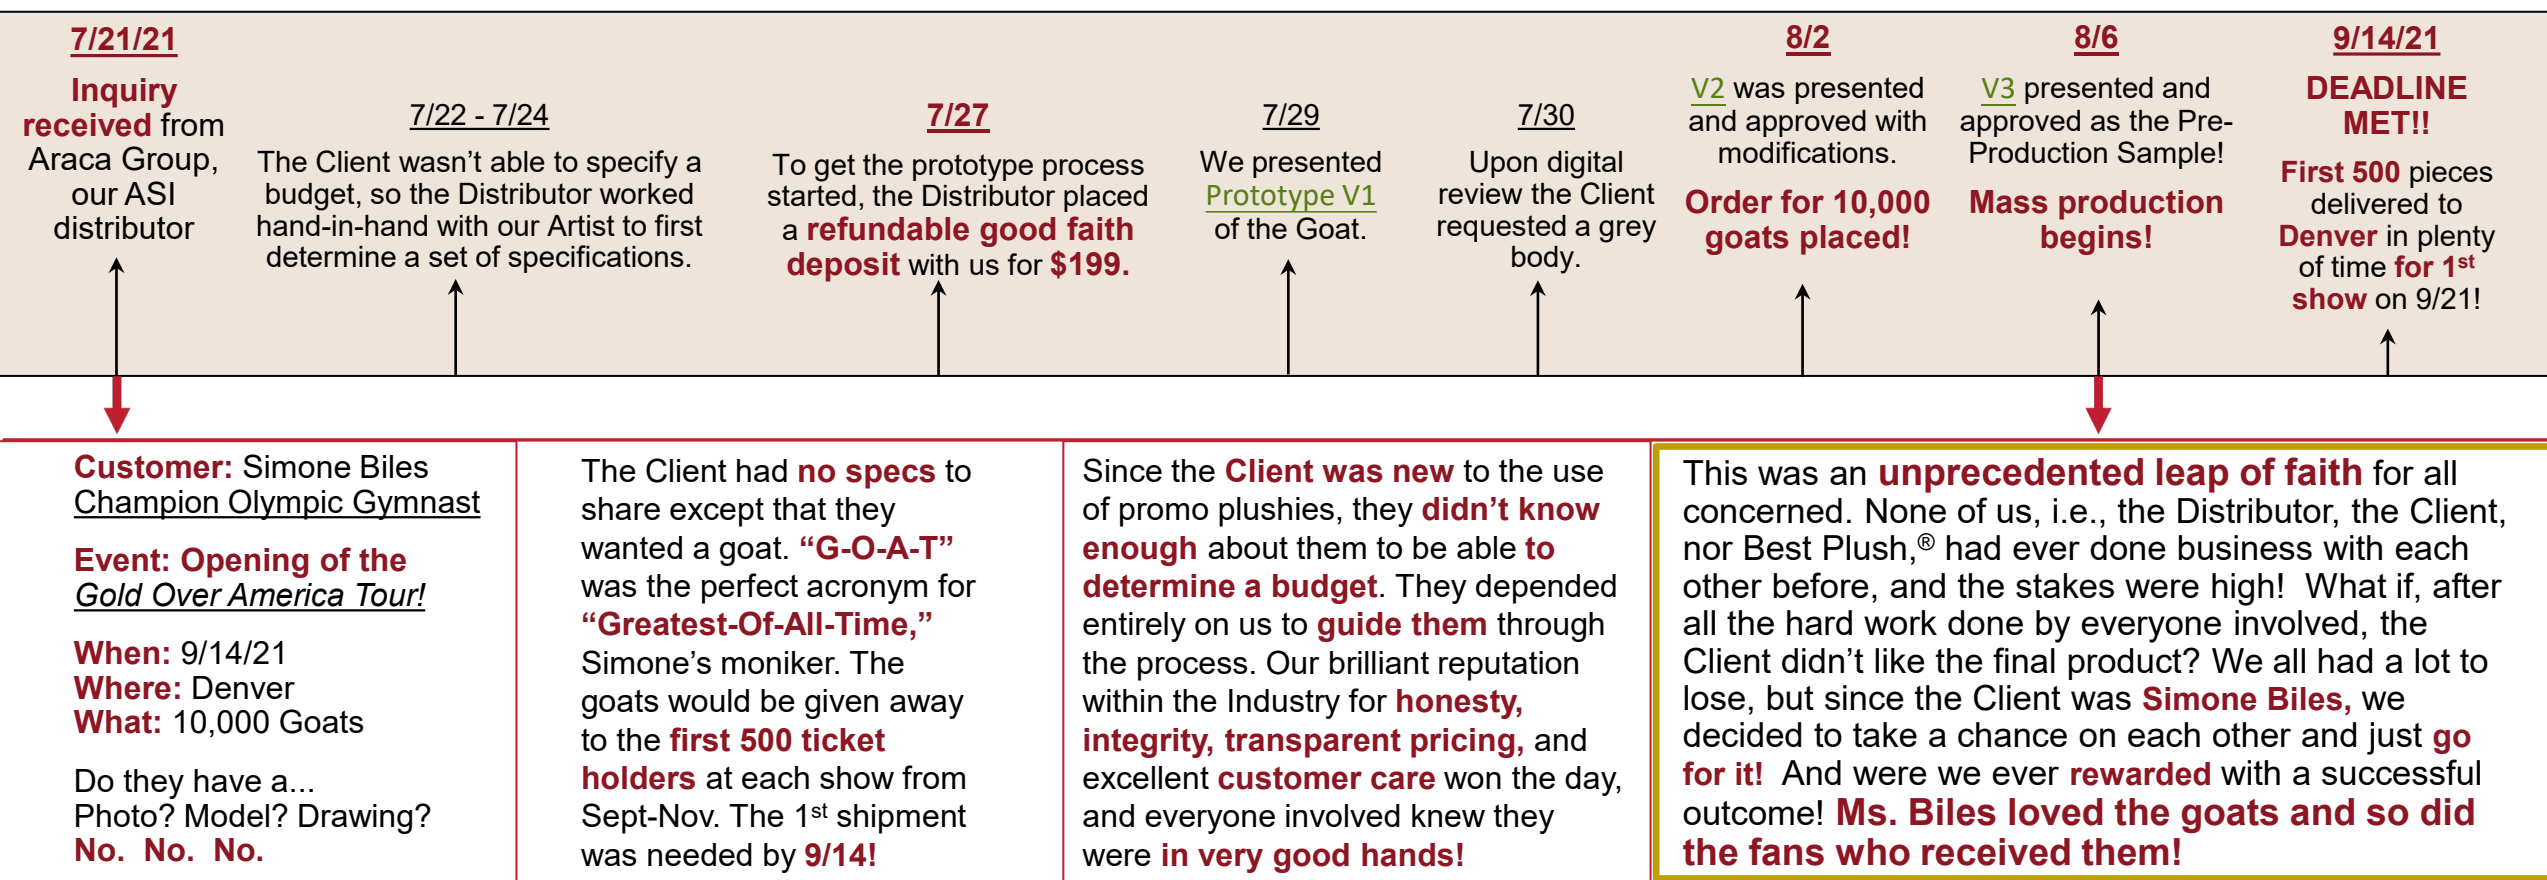 7/21/21
Inquiry
received from
Araca Group,
our ASI
distributor
7/22 - 7/24
The Client wasn't able to specify a
budget, so the Distributor worked
hand-in-hand with our Artist to first
determine a set of specifications.
7/27
To get the prototype process
started, the Distributor placed
a refundable good faith
deposit with us for $199.
7/29
We presented
Prototype V1
of the Goat.
7/30
Upon digital
review the Client
requested a grey
body.
8/2
V2 was presented
and approved with
modifications.
Order for 10,000
goats placed!
8/6
V3 presented and
approved as the Pre-
Production Sample!
Mass production
begins!
9/14/21
DEADLINE
MET!!
First 500 pieces
delivered to
Denver in plenty
of time for 1st
show on 9/21!
Customer: Simone Biles
Champion Olympic Gymnast
Event: Opening of the
Gold Over America Tour!
When: 9/14/21
Where: Denver
What: 10,000 Goats
Do they have a...
Photo? Model? Drawing?
No. No. No.
The Client had no specs to
share except that they
wanted a goat. “G-O-A-T”
was the perfect acronym for
“Greatest-Of-All-Time,”
Simone's moniker. The
goats would be given away
to the first 500 ticket
holders at each show from
Sept-Nov. The 1st shipment
was needed by 9/14!
Since the Client was new to the use
of promo plushies, they didn't know
enough about them to be able to
determine a budget. They depended
entirely on us to guide them through
the process. Our brilliant reputation
within the Industry for honesty,
integrity, transparent pricing, and
excellent customer care won the day,
and everyone involved knew they
were in very good hands!
This was an unprecedented leap of faith for all
concerned. None of us, i.e., the Distributor, the Client,
nor Best Plush,® had ever done business with each
other before, and the stakes were high! What if, after
all the hard work done by everyone involved, the
Client didn't like the final product? We all had a lot to
lose, but since the Client was Simone Biles, we
decided to take a chance on each other and just go
for it! And were we ever rewarded with a successful
outcome! Ms. Biles loved the goats and so did
the fans who received them!